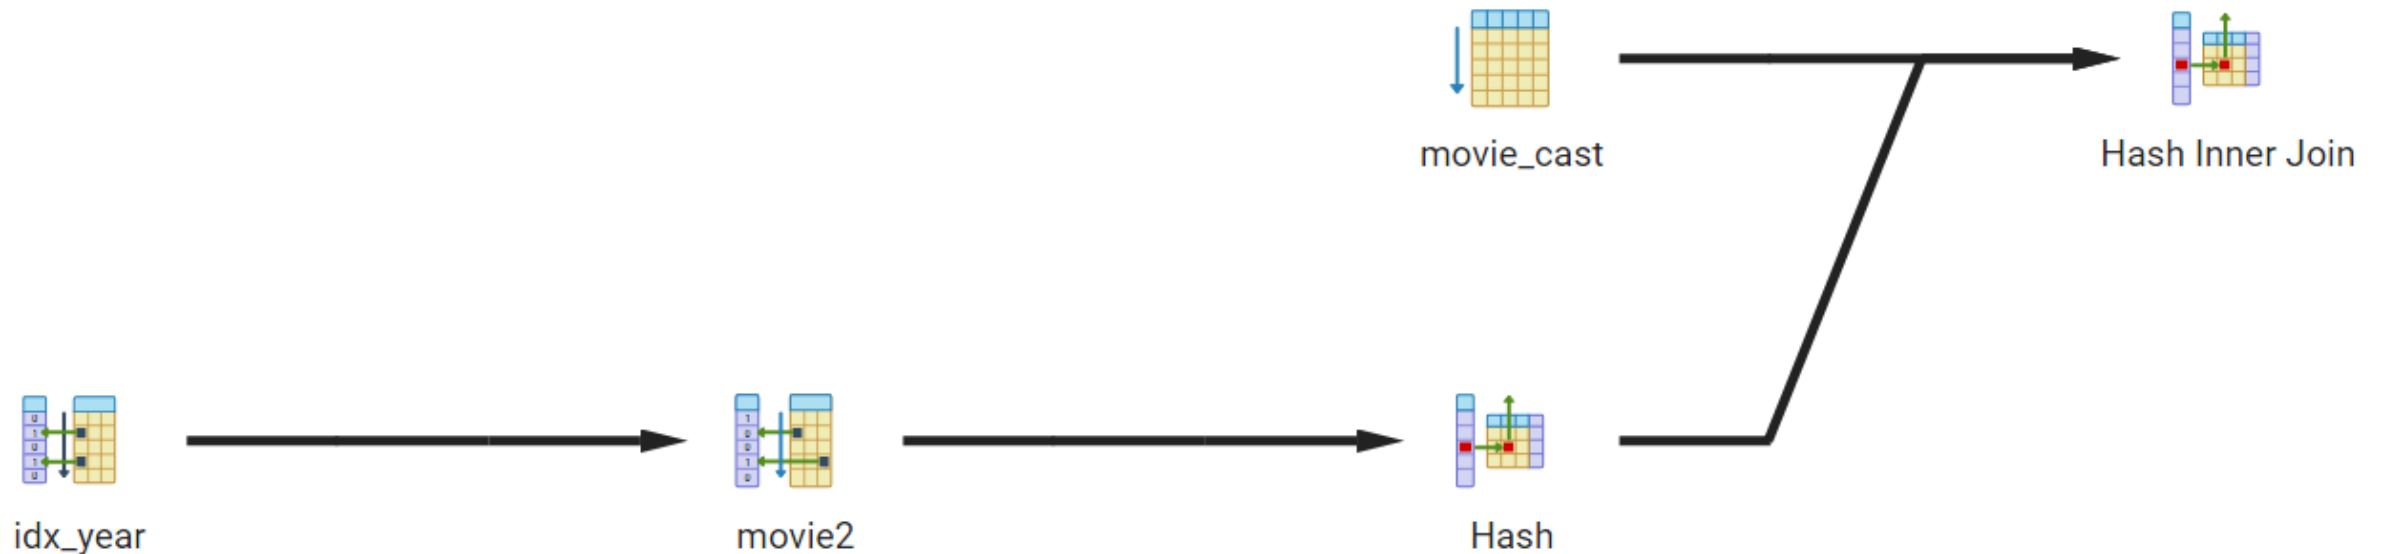 movie_cast
Hash Inner Join
idx_year
movie2
Hash